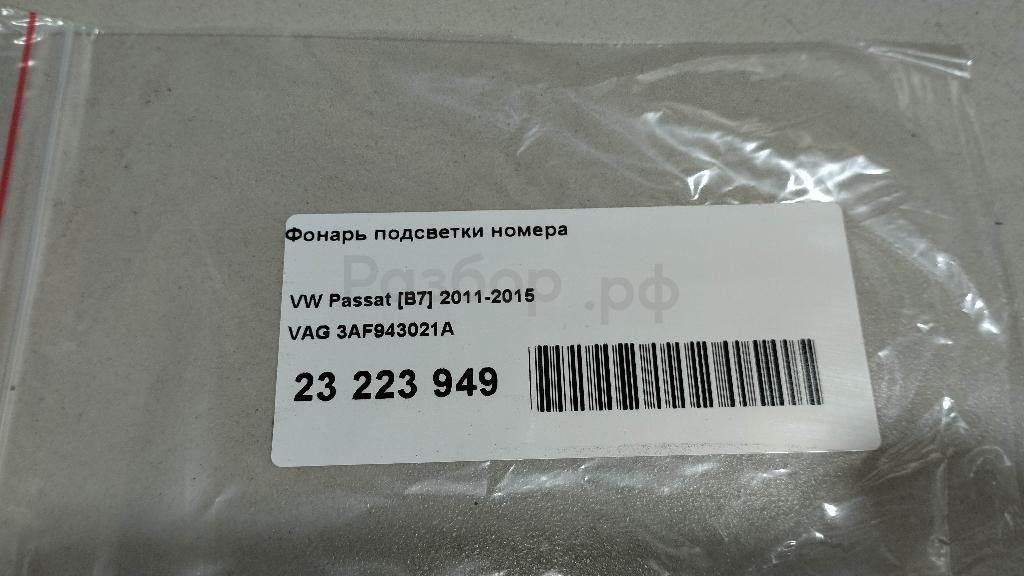 Фонарь подсветки номера
Разбор.рф
VW Passat [B7] 2011-2015
VAG 3AF943021A
23 223 949